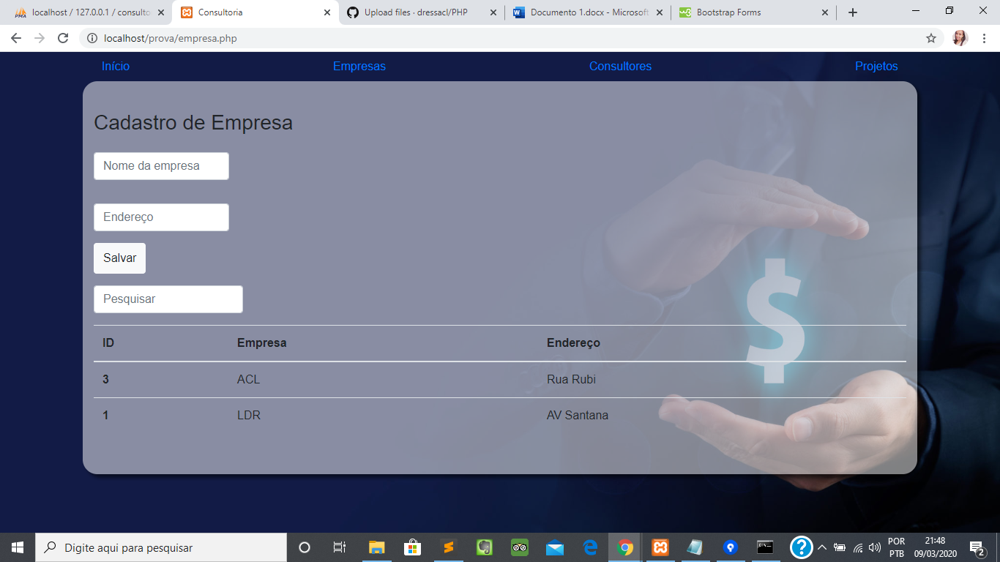 localhost / 127.0.0.1 / consulto
Consultoria
Upload files · dressacl/PHP
Documento 1.docx - Microsoft
Bootstrap Forms
localhost/prova/empresa.php
Início
Empresas
Consultores
Projetos
Cadastro de Empresa
Nome da empresa
Endereço
Salvar
Pesquisar
ID Empresa Endereço
3 ACL Rua Rubi
1 LDR AV Santana
$
Digite aqui para pesquisar
POR
PTB
21:48
09/03/2020
2